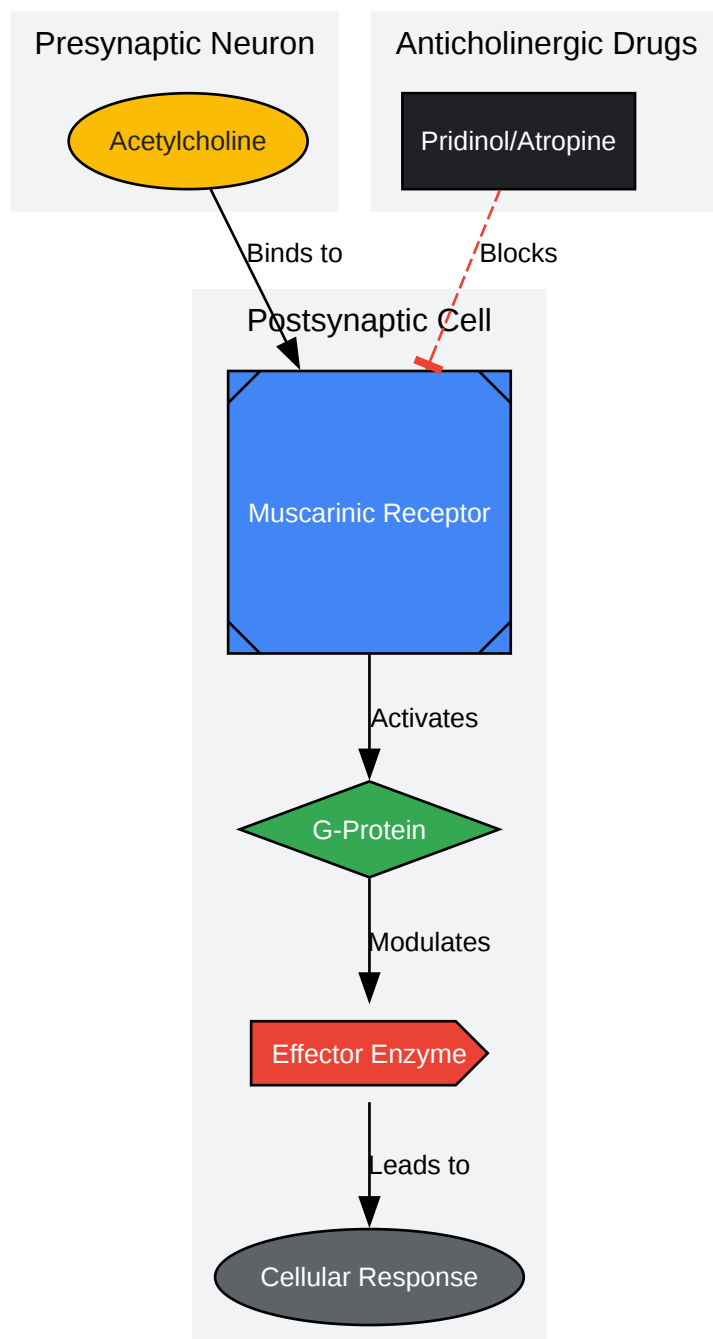 Presynaptic Neuron
Anticholinergic Drugs
Acetylcholine
Pridinol/Atropine
Binds to
Blocks
Postsynaptic Cell
Muscarinic Receptor
Activates
G-Protein
Modulates
Effector Enzyme
Leads to
Cellular Response